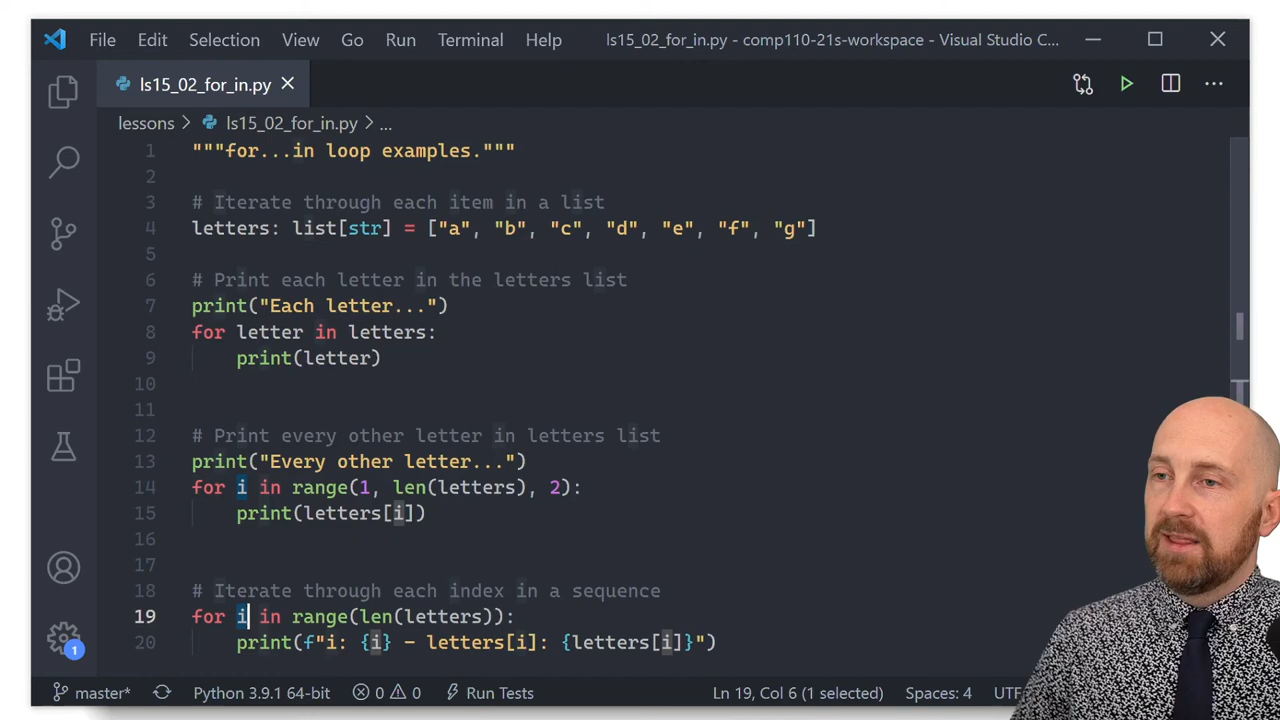 File Edit Selection View Go Run Terminal Help ls15_02_for_in.py - comp110-21s-workspace - Visual Studio C...
ls15_02_for_in.py
lessons > ls15_02_for_in.py > ...
1 """for...in loop examples."""
2
3 # Iterate through each item in a list
4 letters: list[str] = ["a", "b", "c", "d", "e", "f", "g"]
5
6 # Print each letter in the letters list
7 print("Each letter...")
8 for letter in letters:
9 print(letter)
10
11
12 # Print every other letter in letters list
13 print("Every other letter...")
14 for i in range(1, len(letters), 2):
15 print(letters[i])
16
17
18 # Iterate through each index in a sequence
19 for i in range(len(letters)):
20 print(f"i: {i} - letters[i]: {letters[i]}")
1
master* Python 3.9.1 64-bit 0 0 Run Tests Ln 19, Col 6 (1 selected) Spaces: 4 UTF